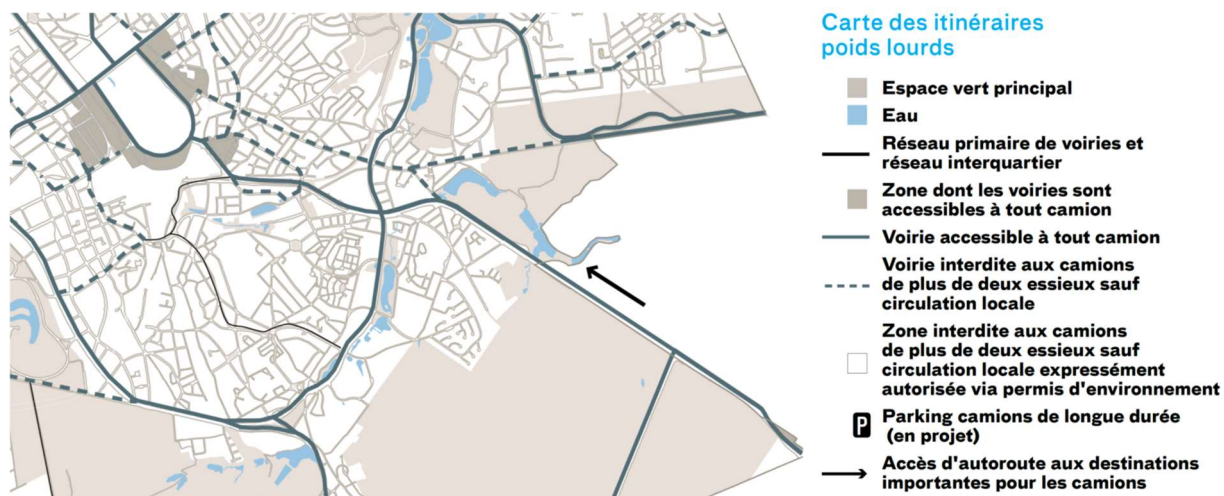 Carte des itinéraires
poids lourds
Espace vert principal
Eau
Réseau primaire de voiries et
réseau interquartier
Zone dont les voiries sont
accessibles à tout camion
Voirie accessible à tout camion
Voirie interdite aux camions
de plus de deux essieux sauf
circulation locale
Zone interdite aux camions
de plus de deux essieux sauf
circulation locale expressément
autorisée via permis d'environnement
P
Parking camions de longue durée
(en projet)
Accès d'autoroute aux destinations
importantes pour les camions